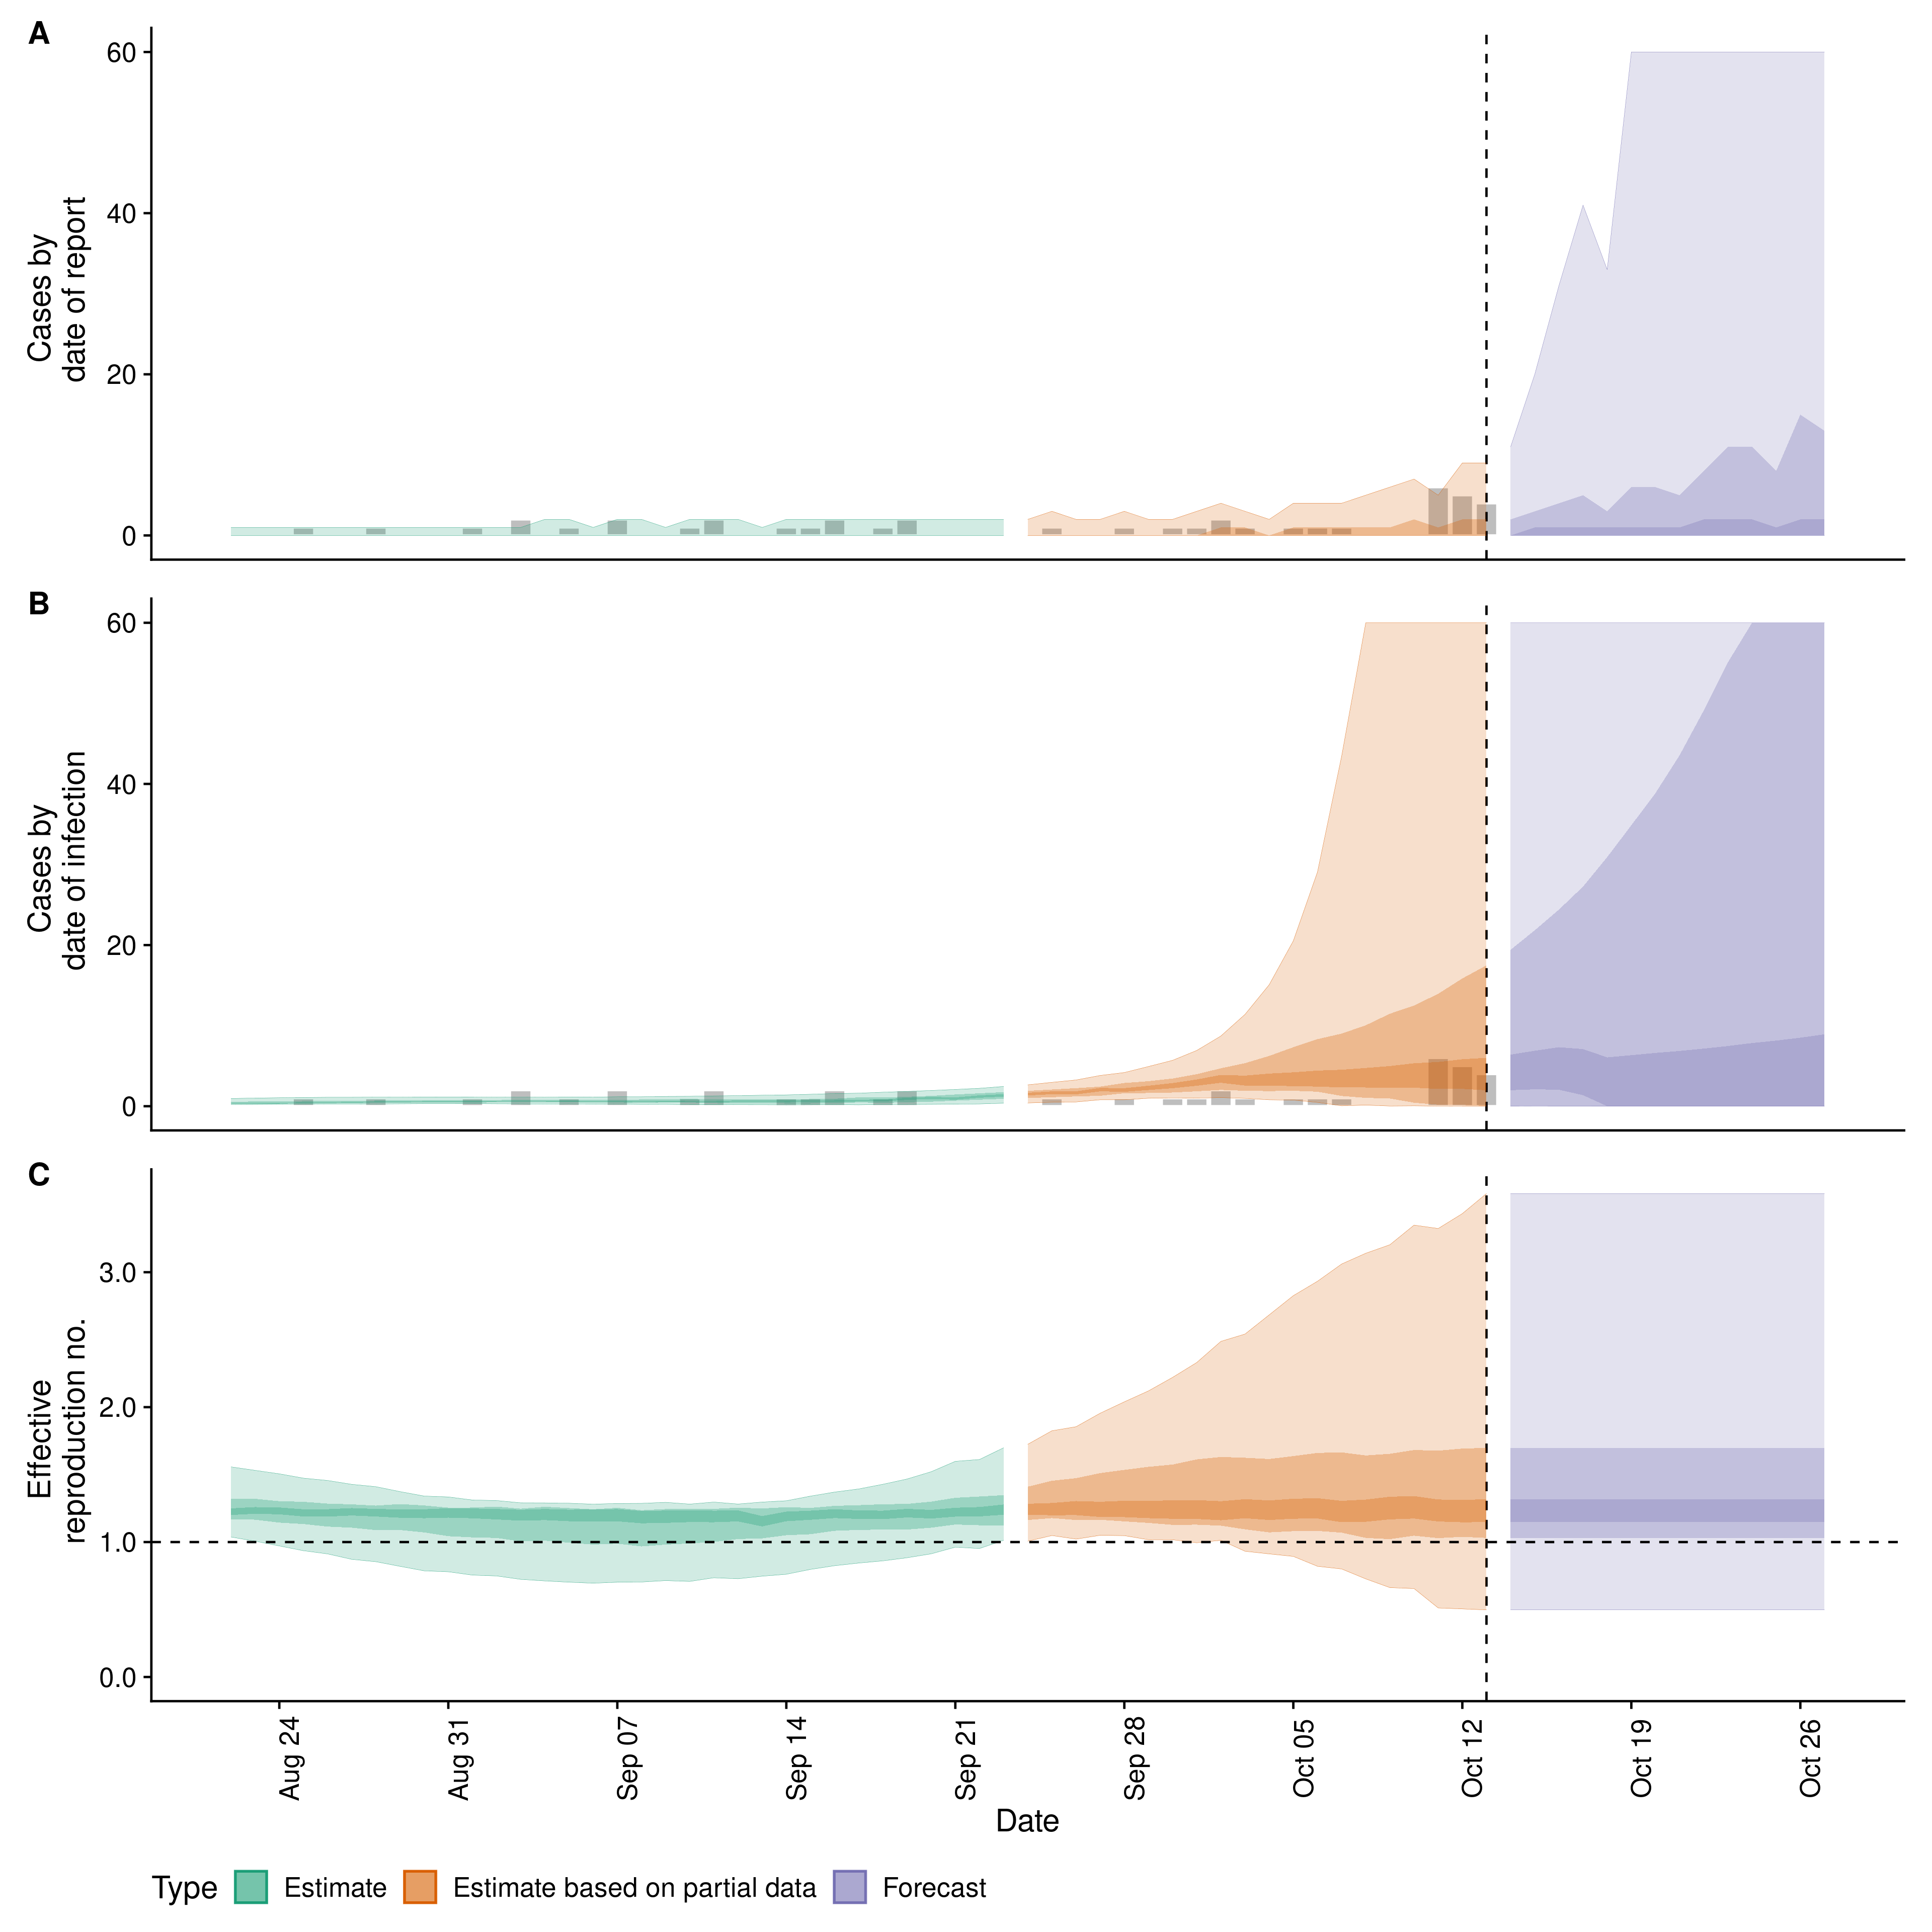 A
60
40
20
0
Cases by
date of report
B
60
40
20
0
Cases by
date of infection
C
3.0
2.0
1.0
0.0
Effective
reproduction no.
Aug 24
Aug 31
Sep 07
Sep 14
Sep 21
Sep 28
Oct 05
Oct 12
Oct 19
Oct 26
Date
Type Estimate Estimate based on partial data Forecast